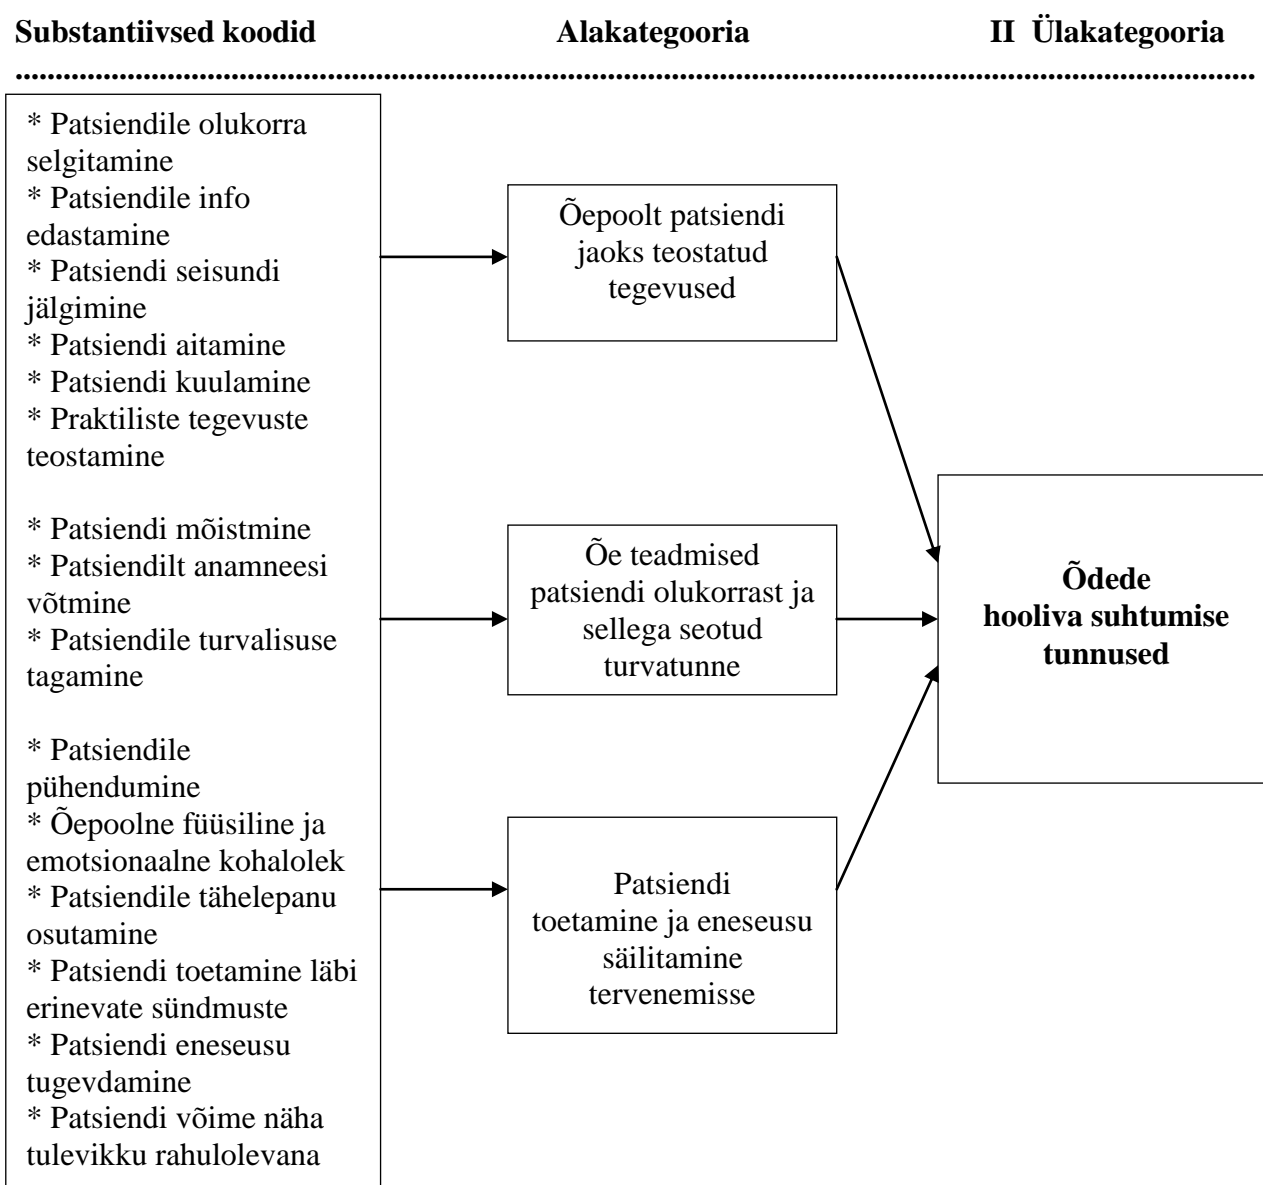 Substantiivsed koodid
Alakategooria
II Ülakategooria
* Patsiendile olukorra
selgitamine
* Patsiendile info
edastamine
* Patsiendi seisundi
jälgimine
* Patsiendi aitamine
* Patsiendi kuulamine
* Praktiliste tegevuste
teostamine
* Patsiendi mõistmine
* Patsiendilt anamneesi
võtmine
* Patsiendile turvalisuse
tagamine
* Patsiendile
pühendumine
* Õepoolne füüsiline ja
emotsionaalne kohalolek
* Patsiendile tähelepanu
osutamine
* Patsiendi toetamine läbi
erinevate sündmuste
* Patsiendi eneseusu
tugevdamine
* Patsiendi võime näha
tulevikku rahulolevana
Õepoolt patsiendi
jaoks teostatud
tegevused
Õe teadmised
patsiendi olukorrast ja
sellega seotud
turvatunne
Patsiendi
toetamine ja eneseusu
säilitamine
tervenemisse
Õdede
hooliva suhtumise
tunnused